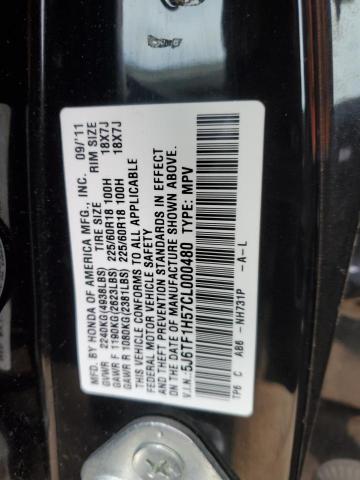 MFD. BY HONDA OF AMERICA MFG., INC. 09/11
TIRE SIZE RIM SIZE
GVWR 2240KG(4938LBS)
GAWR F 1190KG(2623LBS) 225/60R18 100H 18X7J
GAWR R 1080KG(2381LBS) 225/60R18 100H 18X7J
THIS VEHICLE CONFORMS TO ALL APPLICABLE
FEDERAL MOTOR VEHICLE SAFETY
AND THEFT PREVENTION STANDARDS IN EFFECT
ON THE DATE OF MANUFACTURE SHOWN ABOVE.
V.I.N.: 5J6TF1H57CL000480 TYPE: MPV
TP6 C AB6 -NH731P -A-L